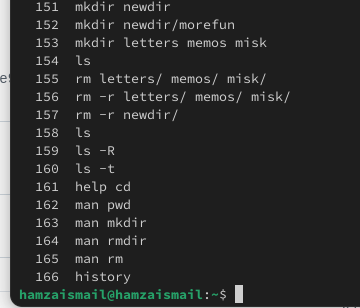 151 mkdir newdir
152 mkdir newdir/morefun
153 mkdir letters memos misk
154 ls
155 rm letters/ memos/ misk/
156 rm -r letters/ memos/ misk/
157 rm -r newdir/
158 ls
159 ls -R
160 ls -t
161 help cd
162 man pwd
163 man mkdir
164 man rmdir
165 man rm
166 history
hamzaismail@hamzaismail:~$